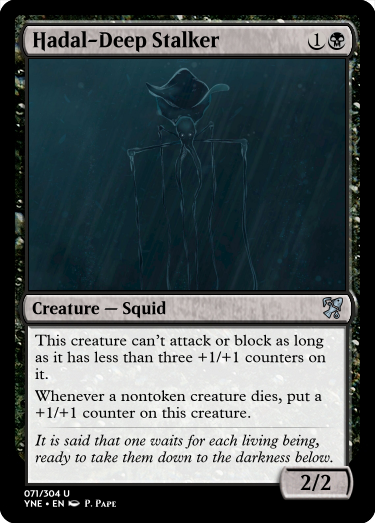 Hadal-Deep Stalker 1
Creature — Squid
This creature can't attack or block as long
as it has less than three +1/+1 counters on
it.
Whenever a nontoken creature dies, put a
+1/+1 counter on this creature.
It is said that one waits for each living being,
ready to take them down to the darkness below.
2/2
071/304 U
YNE • EN P. Pape